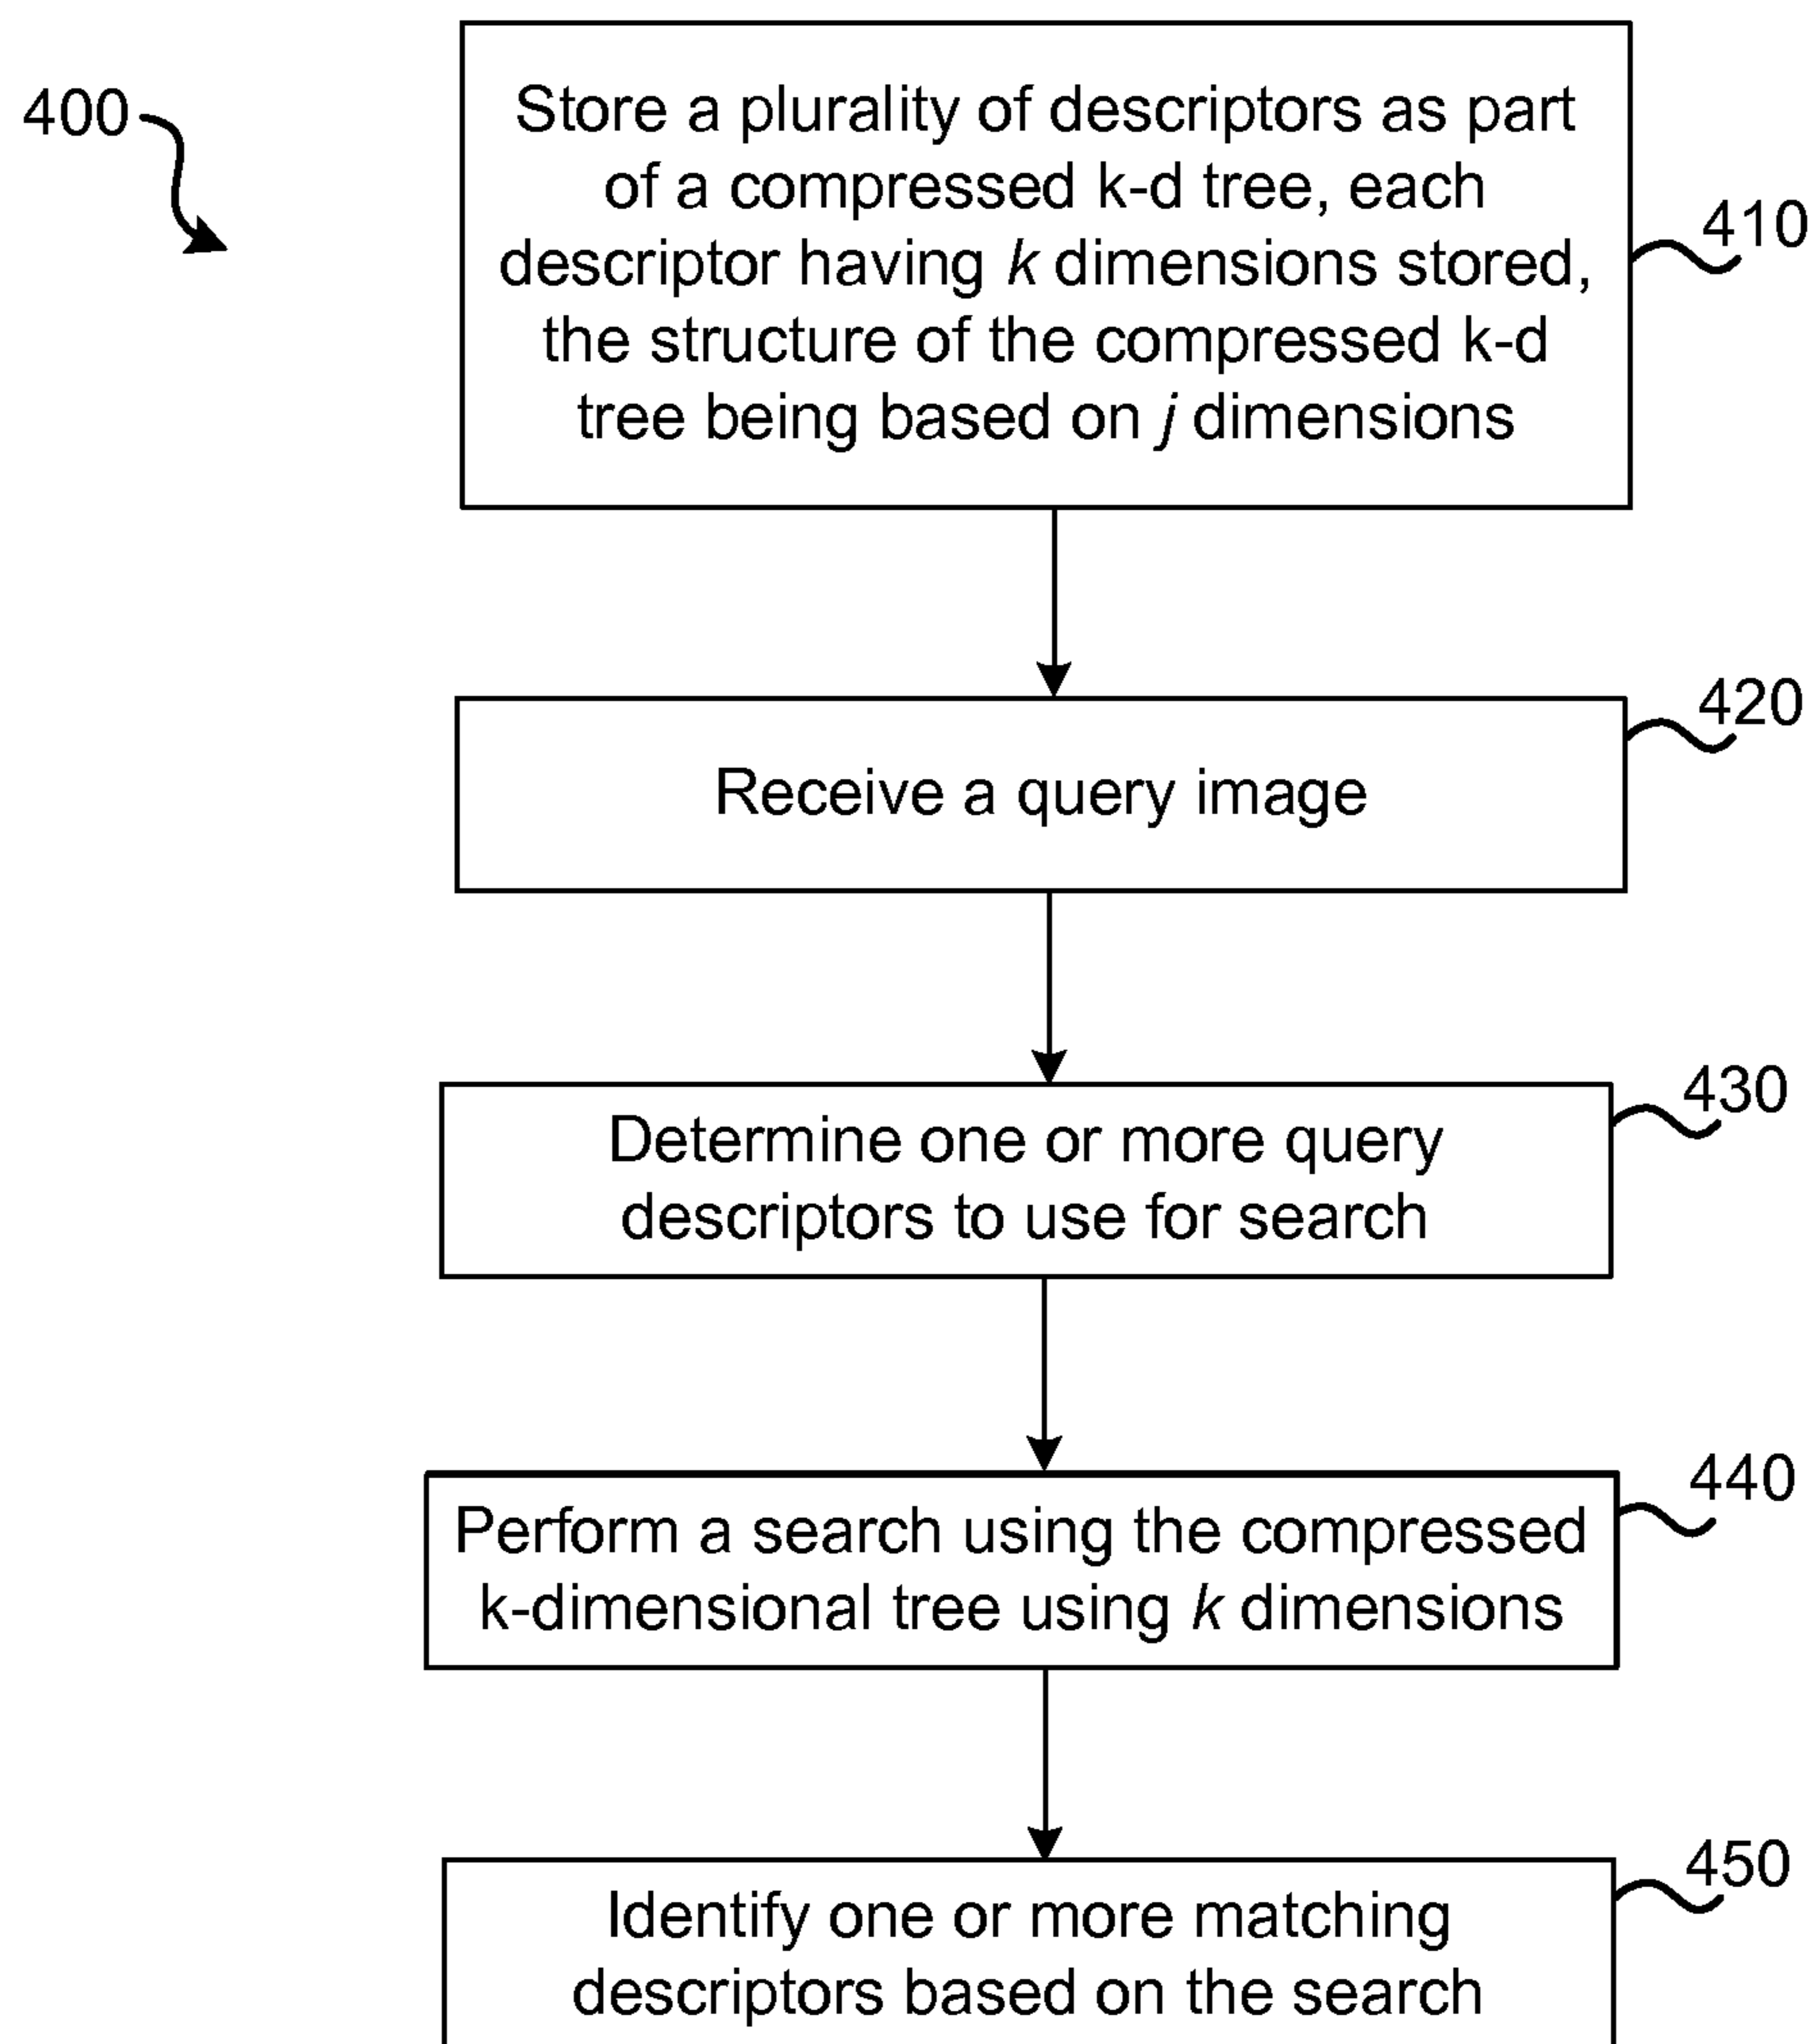 400
Store a plurality of descriptors as part
of a compressed k-d tree, each
descriptor having k dimensions stored,
the structure of the compressed k-d
tree being based on j dimensions
410
420
Receive a query image
430
Determine one or more query
descriptors to use for search
440
Perform a search using the compressed
k-dimensional tree using k dimensions
450
Identify one or more matching
descriptors based on the search